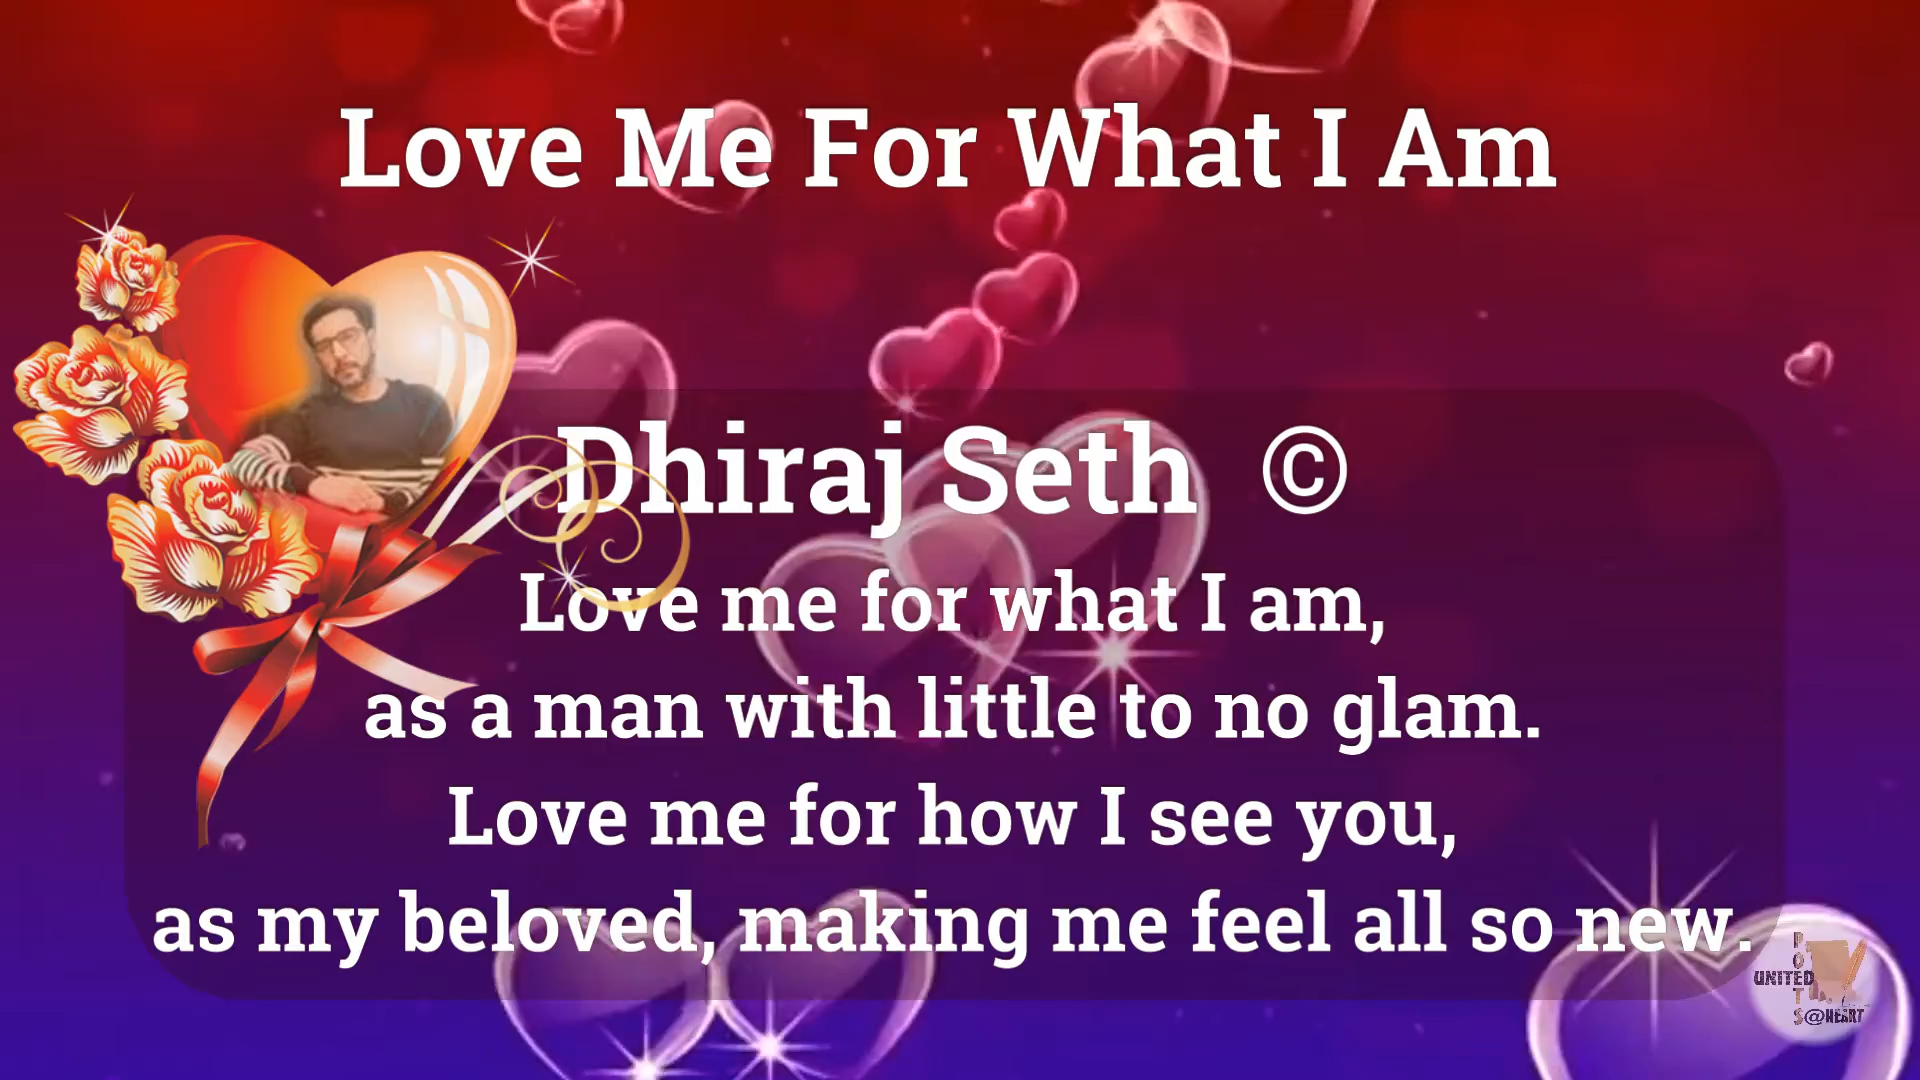 Love Me For What I Am
Dhiraj Seth ©
Love me for what I am,
as a man with little to no glam.
Love me for how I see you,
as my beloved, making me feel all so new.
UNITED
POTS
@HEART